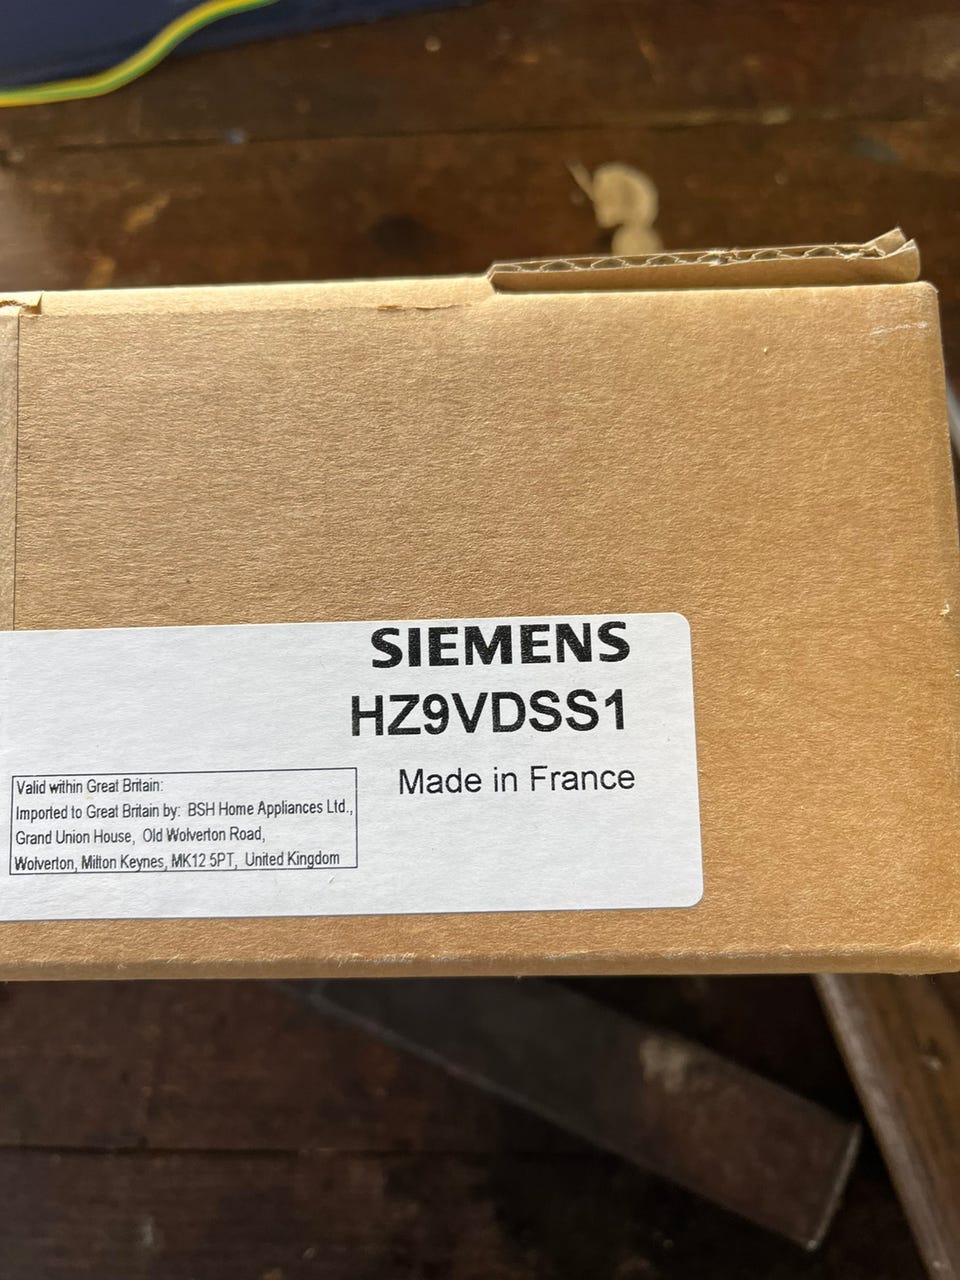 SIEMENS
HZ9VDSS1
Made in France
Valid within Great Britain:
Imported to Great Britain by: BSH Home Appliances Ltd.,
Grand Union House, Old Wolverton Road,
Wolverton, Milton Keynes, MK12 5PT, United Kingdom